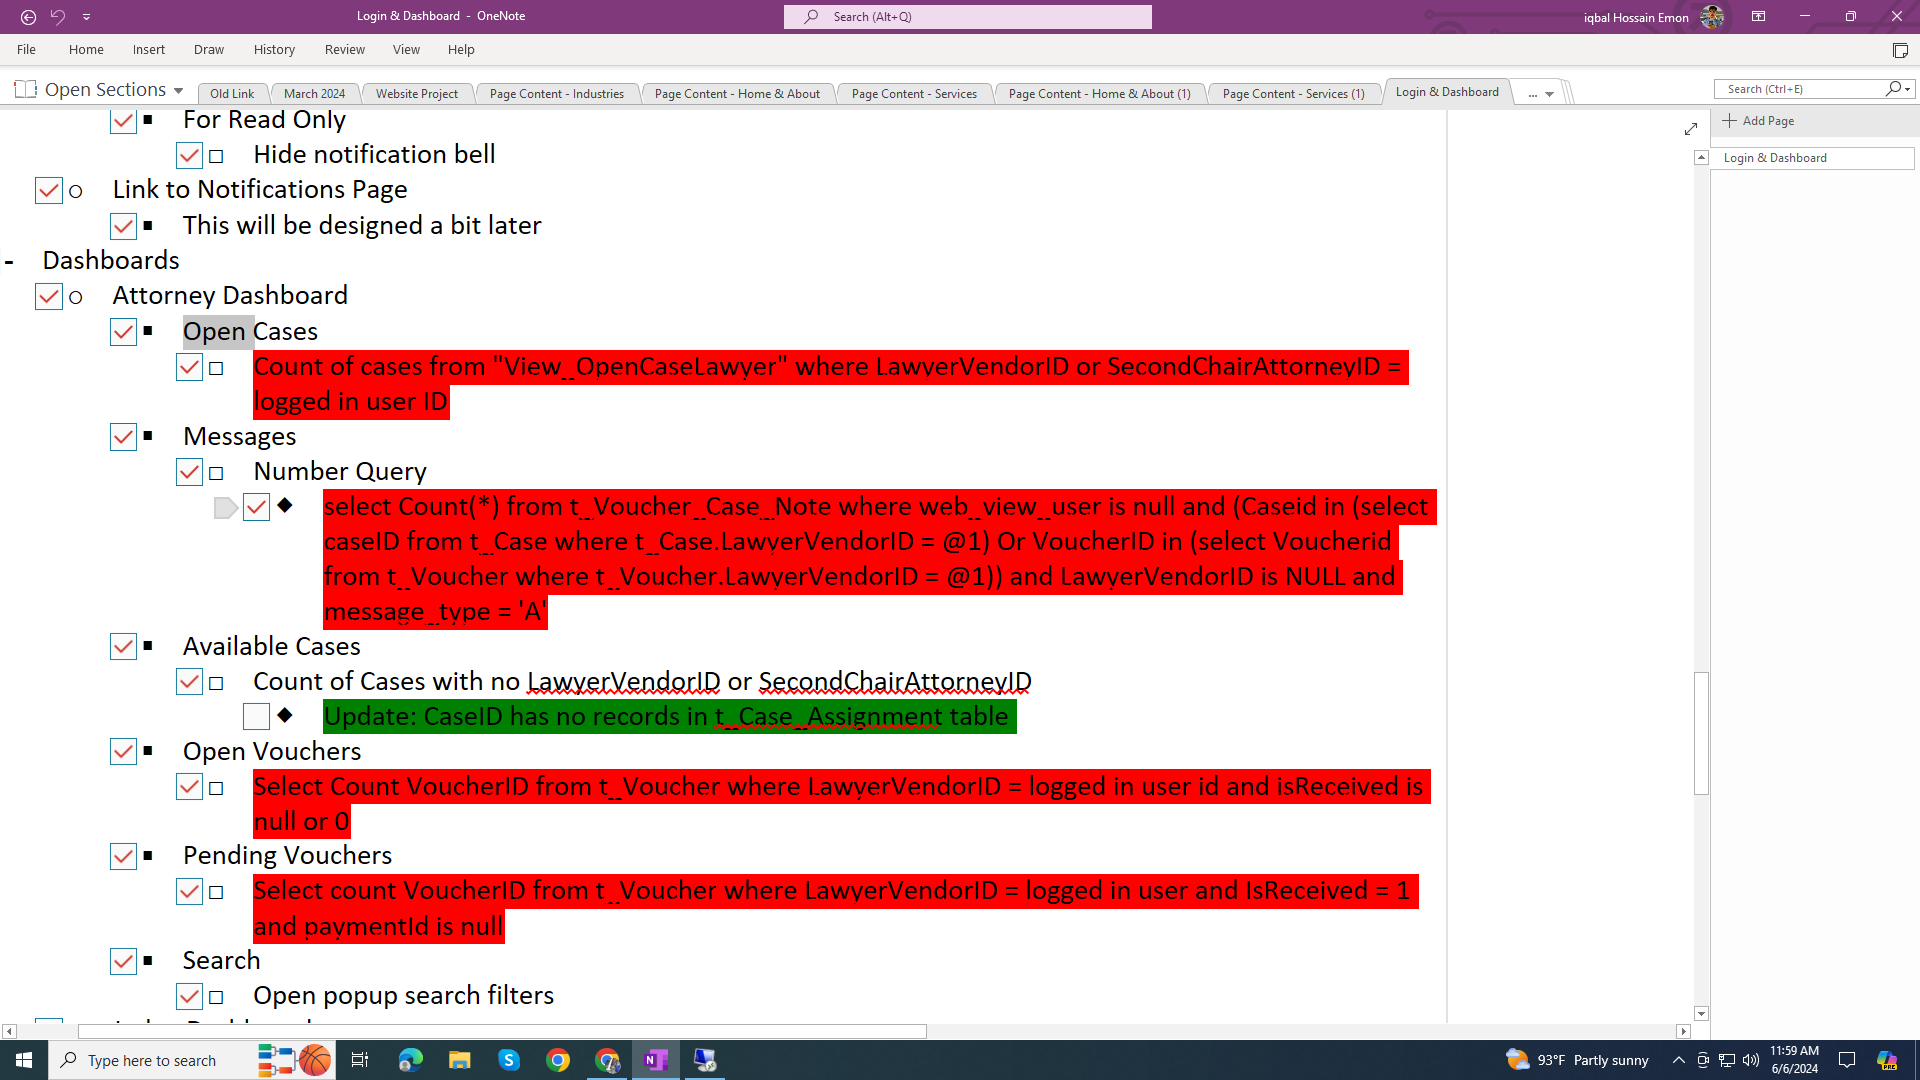 Login & Dashboard - OneNote
Search (Alt+Q)
iqbal Hossain Emon
File Home Insert Draw History Review View Help
Open Sections
Old Link
March 2024
Website Project
Page Content - Industries
Page Content - Home & About
Page Content - Services
Page Content - Home & About (1)
Page Content - Services (1)
Login & Dashboard
...
Search (Ctrl+E)
Add Page
Login & Dashboard
For Read Only
Hide notification bell
Link to Notifications Page
This will be designed a bit later
- Dashboards
Attorney Dashboard
Open Cases
Count of cases from "View_OpenCaseLawyer" where LawyerVendorID or SecondChairAttorneyID =
logged in user ID
Messages
Number Query
select Count(*) from t_Voucher_Case_Note where web_view_user is null and (Caseid in (select
caseID from t_Case where t_Case.LawyerVendorID = @1) Or VoucherID in (select Voucherid
from t_Voucher where t_Voucher.LawyerVendorID = @1)) and LawyerVendorID is NULL and
message_type = 'A'
Available Cases
Count of Cases with no LawyerVendorID or SecondChairAttorneyID
Update: CaseID has no records in t_Case_Assignment table
Open Vouchers
Select Count VoucherID from t_Voucher where LawyerVendorID = logged in user id and isReceived is
null or 0
Pending Vouchers
Select count VoucherID from t_Voucher where LawyerVendorID = logged in user and IsReceived = 1
and paymentId is null
Search
Open popup search filters
Type here to search
93°F Partly sunny
11:59 AM
6/6/2024